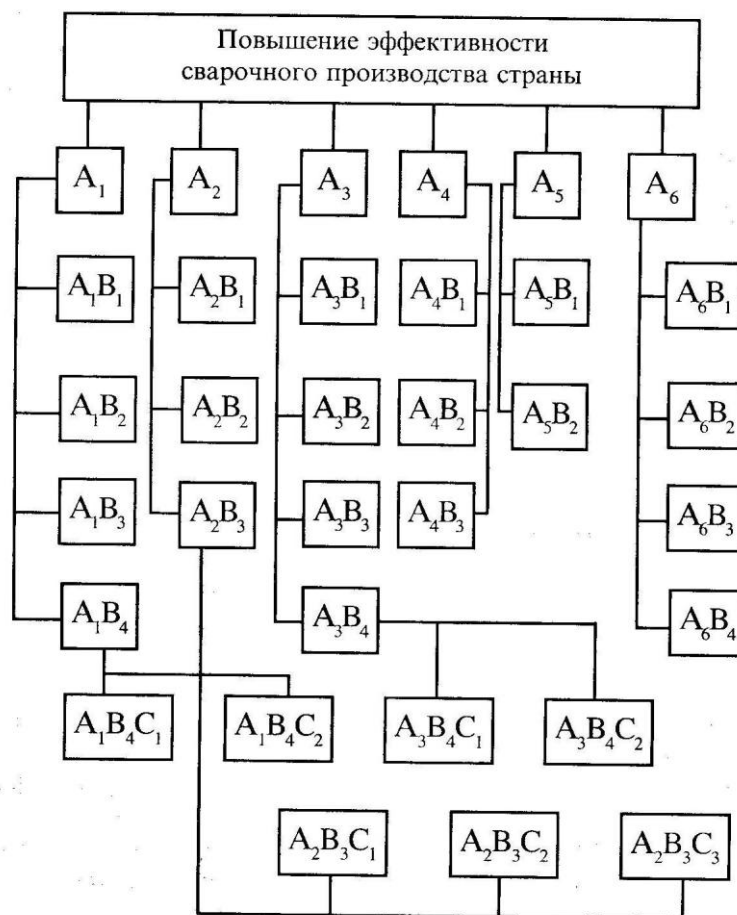 Повышение эффективности
сварочного производства страны
A₁ A₂ A₃ A₄ A₅ A₆
A₁B₁ A₂B₁ A₃B₁ A₄B₁ A₅B₁ A₆B₁
A₁B₂ A₂B₂ A₃B₂ A₄B₂ A₅B₂ A₆B₂
A₁B₃ A₂B₃ A₃B₃ A₄B₃ A₆B₃
A₁B₄ A₃B₄ A₆B₄
A₁B₄C₁ A₁B₄C₂ A₃B₄C₁ A₃B₄C₂
A₂B₃C₁ A₂B₃C₂ A₂B₃C₃